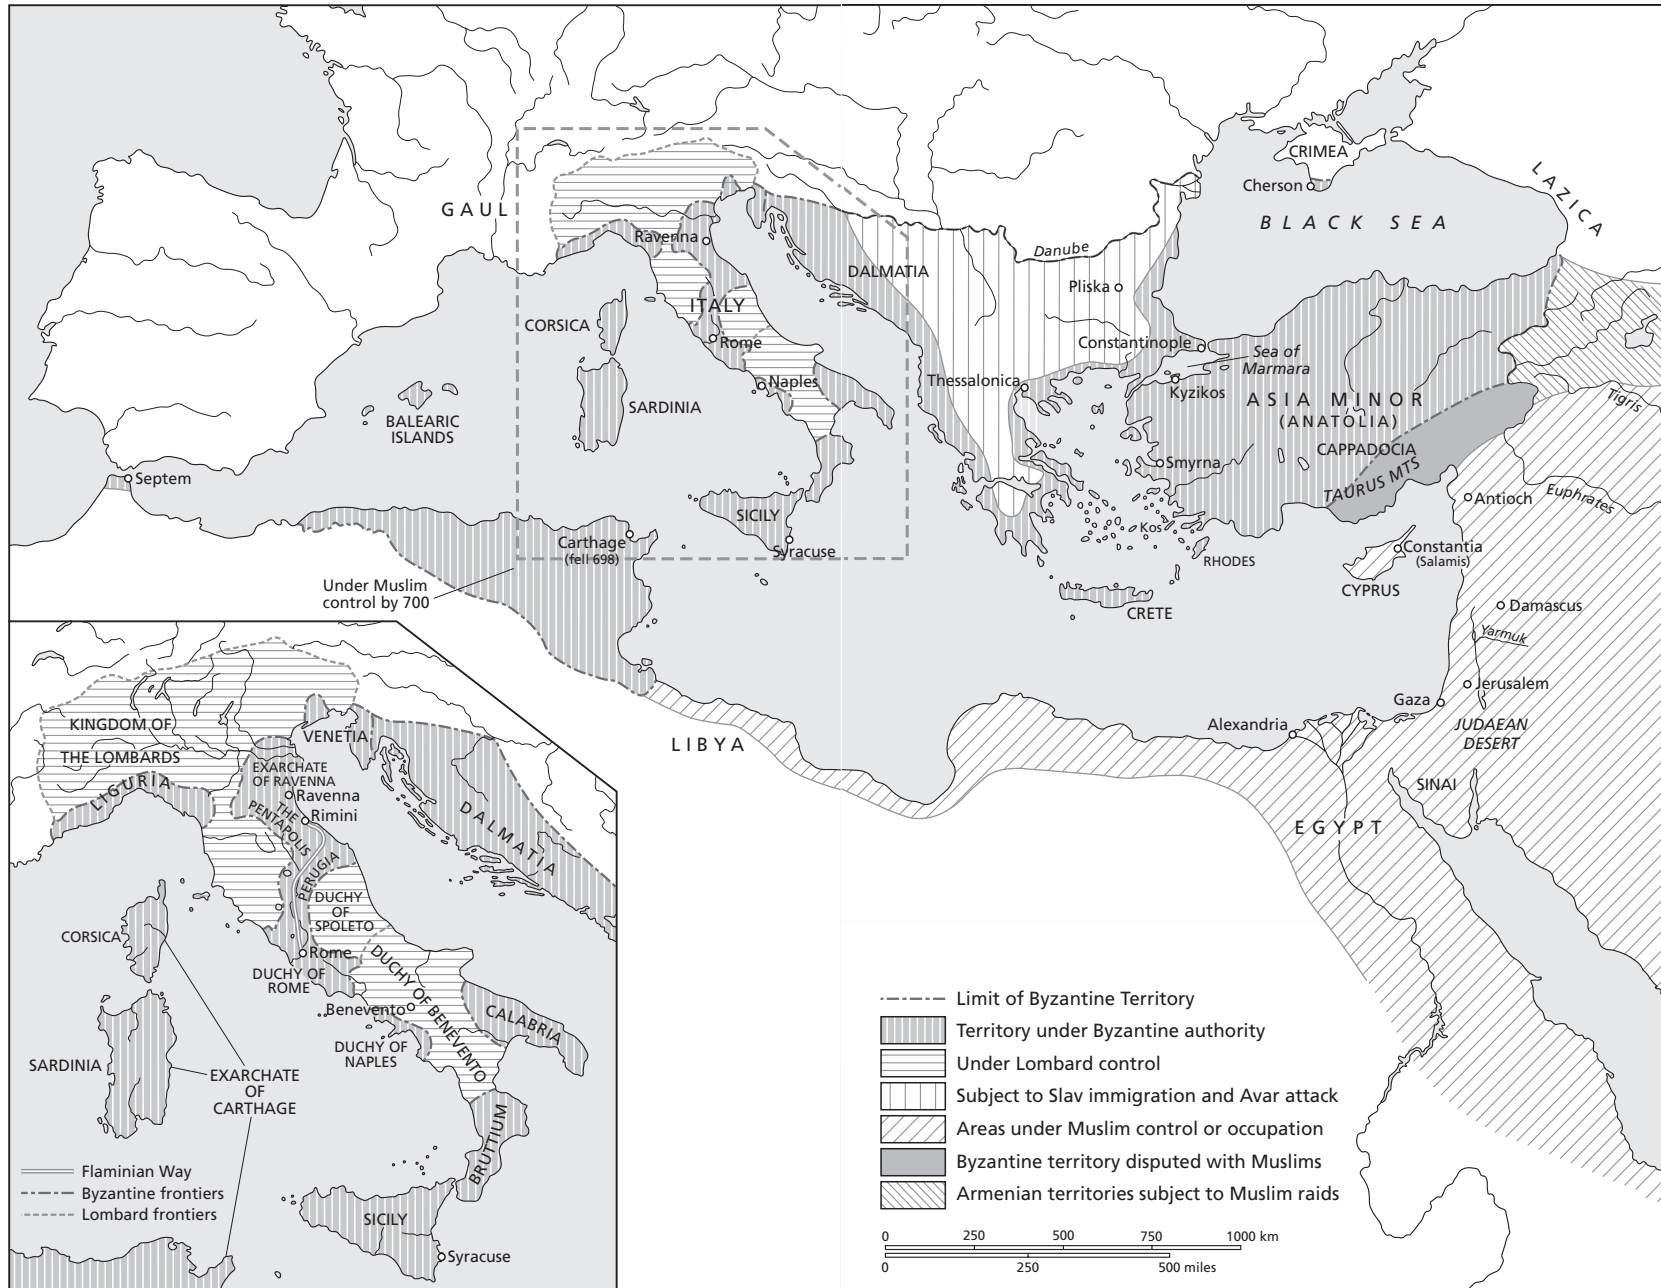 GAUL
CRIMEA
Cherson
LAZICA
BLACK SEA
Ravenna
DALMATIA
Danube
Pliska
ITALY
CORSICA
Rome
Constantinople
Sea of
Marmara
Thessalonica
Kyzikos
Naples
SARDINIA
BALEARIC
ISLANDS
ASIA MINOR
(ANATOLIA)
Tigris
CAPPADOCIA
Smyrna
TAURUS MTS
Septem
Antioch
Euphrates
SICILY
Kos
Carthage
(fell 698)
Syracuse
RHODES
Constantia
(Salamis)
CYPRUS
Under Muslim
control by 700
CRETE
Damascus
Yarmuk
Jerusalem
Gaza
Alexandria
JUDAEAN
DESERT
LIBYA
SINAI
EGYPT
KINGDOM OF
THE LOMBARDS
VENETIA
EXARCHATE
OF RAVENNA
LIGURIA
Ravenna
Rimini
THE
PENTAPOLIS
DALMATIA
PERUGIA
DUCHY
OF
SPOLETO
CORSICA
Rome
DUCHY OF
ROME
DUCHY OF BENEVENTO
Benevento
CALABRIA
DUCHY OF
NAPLES
SARDINIA
EXARCHATE
OF
CARTHAGE
BRUTTIUM
SICILY
Syracuse
Flaminian Way
Byzantine frontiers
Lombard frontiers
Limit of Byzantine Territory
Territory under Byzantine authority
Under Lombard control
Subject to Slav immigration and Avar attack
Areas under Muslim control or occupation
Byzantine territory disputed with Muslims
Armenian territories subject to Muslim raids
0 250 500 750 1000 km
0 250 500 miles